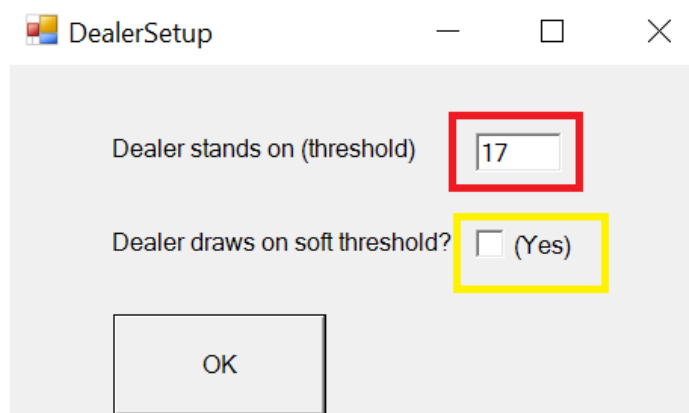 DealerSetup
Dealer stands on (threshold) 17
Dealer draws on soft threshold? (Yes)
OK